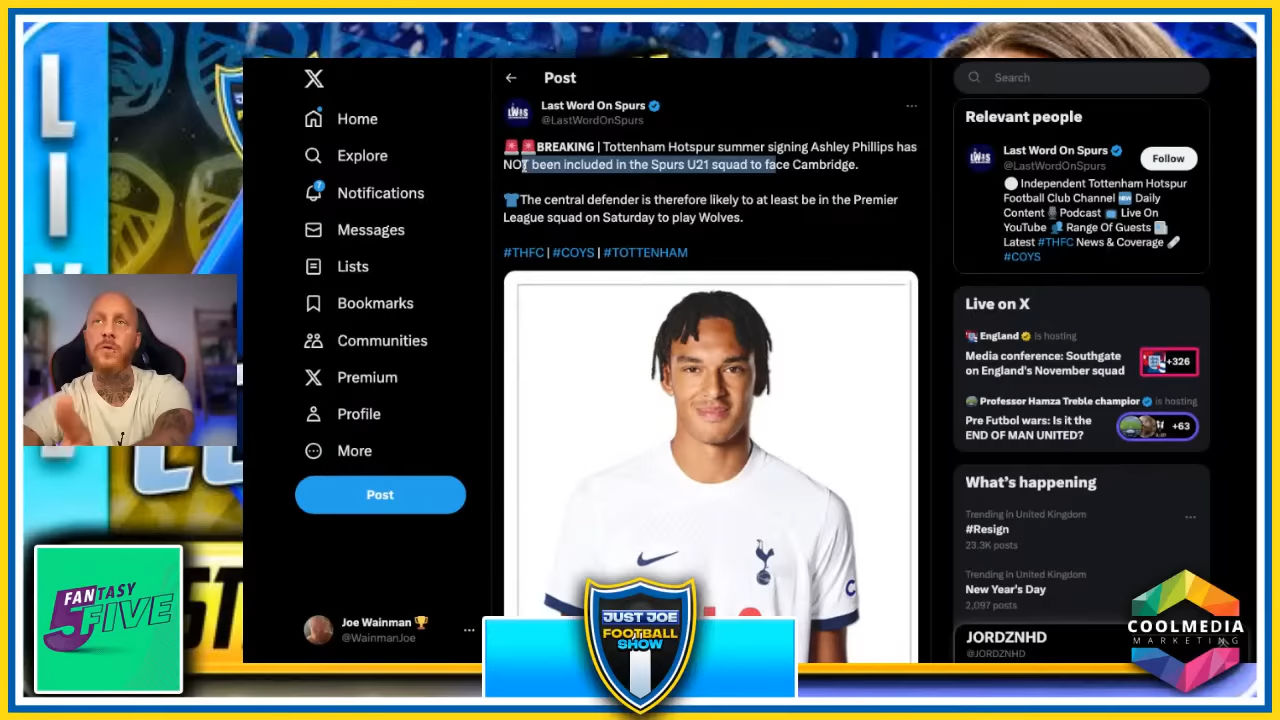 L
I
Post
Last Word On Spurs
@LastWordOnSpurs
🚨🚨BREAKING | Tottenham Hotspur summer signing Ashley Phillips has
NOT been included in the Spurs U21 squad to face Cambridge.
👕The central defender is therefore likely to at least be in the Premier
League squad on Saturday to play Wolves.
#THFC | #COYS | #TOTTENHAM
Home
Explore
7
Notifications
Messages
Lists
Bookmarks
Communities
Premium
Profile
More
Post
Joe Wainman 🏆
@WainmanJoe
Search
Relevant people
Last Word On Spurs
@LastWordOnSpurs
Follow
⚪ Independent Tottenham Hotspur
Football Club Channel 🆕 Daily
Content 🎙 Podcast 📺 Live On
YouTube 👥 Range Of Guests 📰
Latest #THFC News & Coverage 🗞
#COYS
Live on X
England is hosting
Media conference: Southgate
on England's November squad
+326
Professor Hamza Treble champior is hosting
Pre Futbol wars: Is it the
END OF MAN UNITED?
+63
What's happening
Trending in United Kingdom
#Resign
23.3K posts
Trending in United Kingdom
New Year's Day
2,097 posts
JORDZNHD
@JORDZNHD
LWOS
FANTASY
5FIVE
JUST JOE
FOOTBALL
SHOW
COOLMEDIA
MARKETING